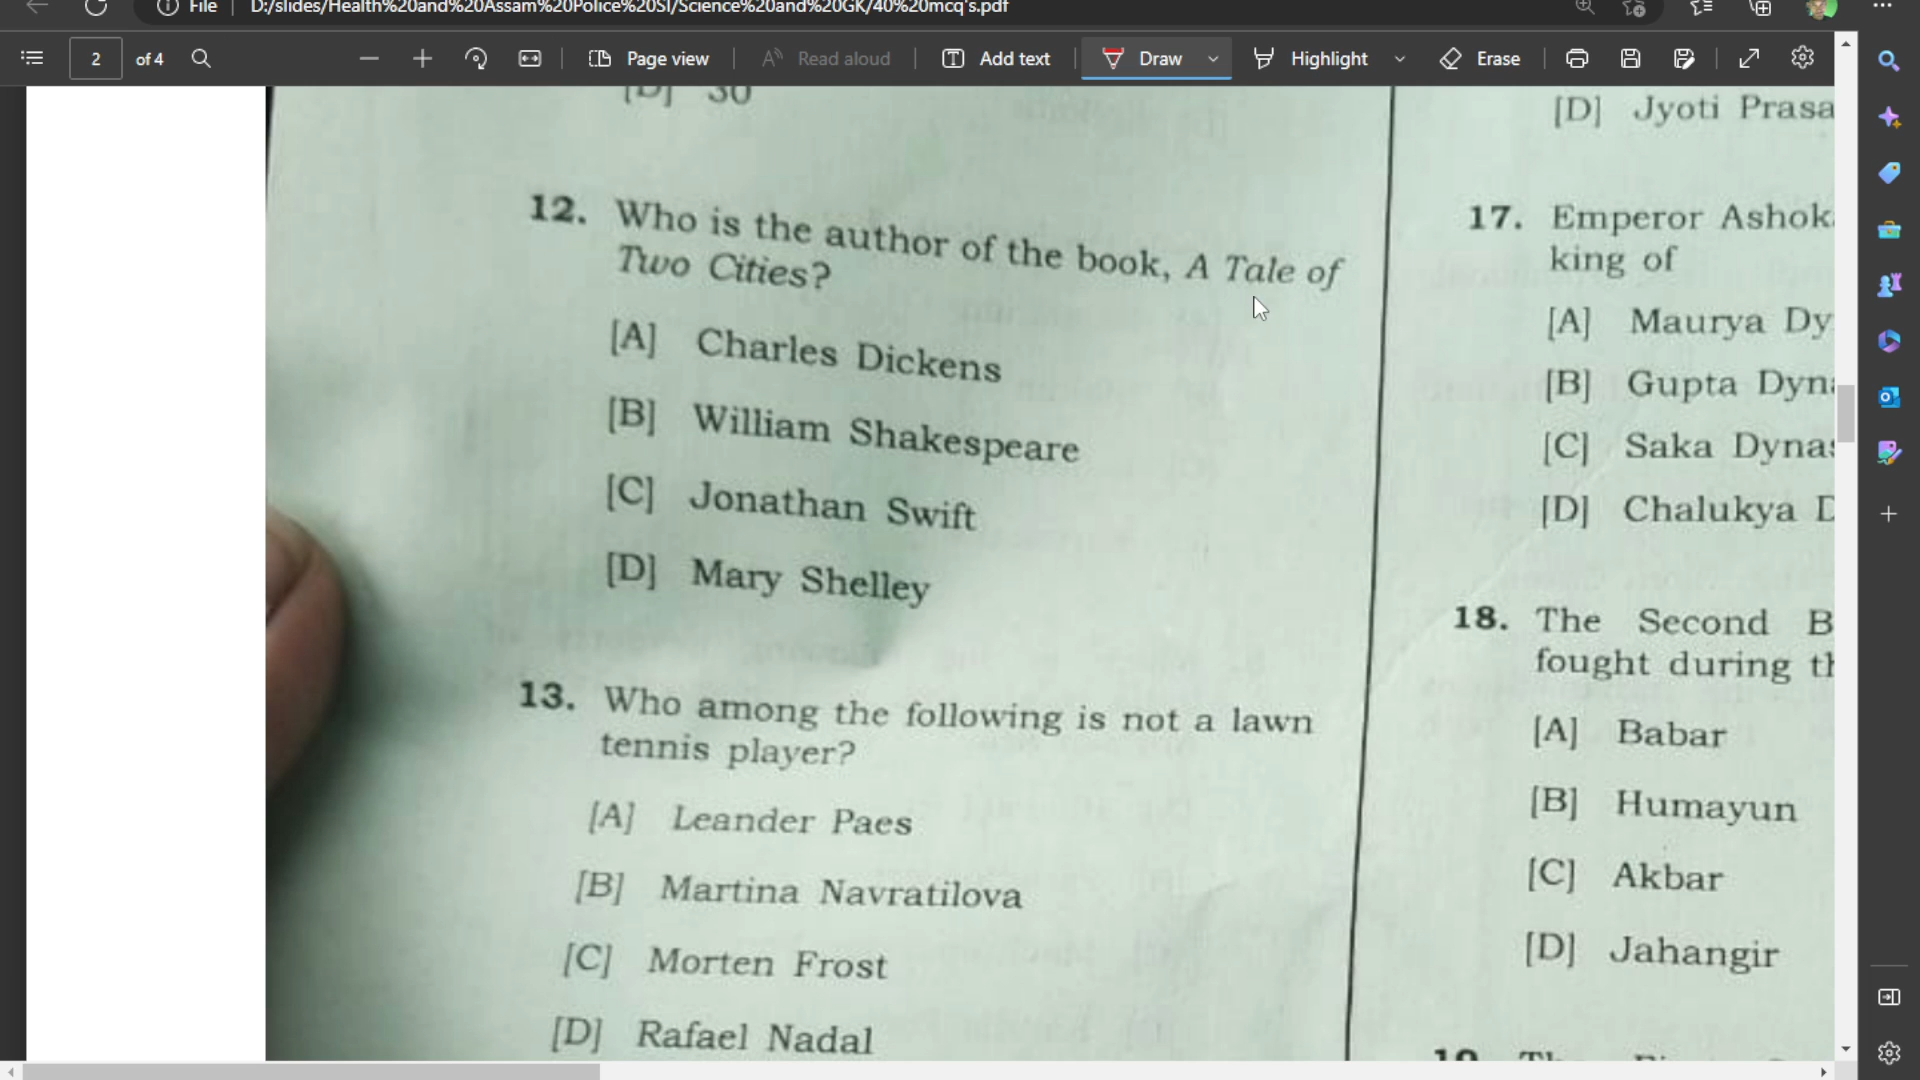 File
D:/slides/Health%20and%20Assam%20Police%20SI/Science%20and%20GK/40%20mcq's.pdf
2 of 4
Page view
Read aloud
Add text
Draw
Highlight
Erase
[D] 30
12. Who is the author of the book, A Tale of
Two Cities?
[A] Charles Dickens
[B] William Shakespeare
[C] Jonathan Swift
[D] Mary Shelley
13. Who among the following is not a lawn
tennis player?
[A] Leander Paes
[B] Martina Navratilova
[C] Morten Frost
[D] Rafael Nadal
[D] Jyoti Prasa
17. Emperor Ashok
king of
[A] Maurya Dy
[B] Gupta Dyn
[C] Saka Dynas
[D] Chalukya D
18. The Second B
fought during th
[A] Babar
[B] Humayun
[C] Akbar
[D] Jahangir